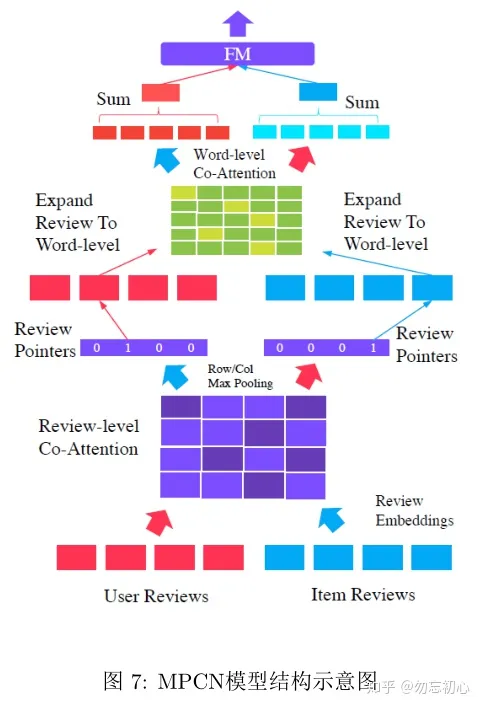 FM
Sum
Sum
Word-level
Co-Attention
Expand
Review To
Word-level
Expand
Review To
Word-level
Review
Pointers
0 1 0 0
0 0 0 1
Review
Pointers
Row/Col
Max Pooling
Review-level
Co-Attention
Review
Embeddings
User Reviews
Item Reviews
图 7: MPCN模型结构示意图
知乎 @勿忘初心